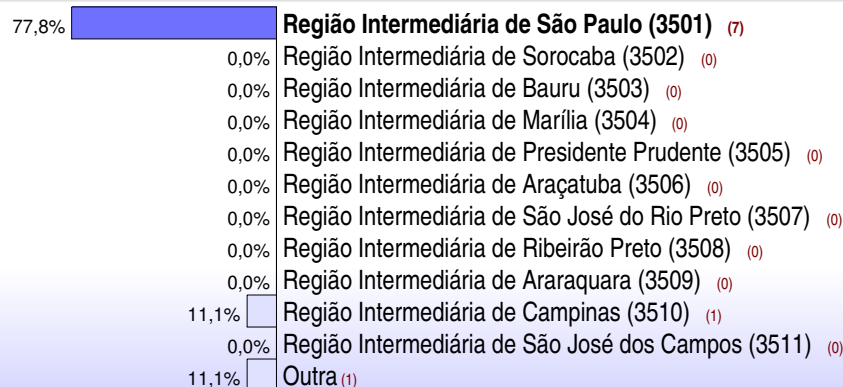 77,8% Região Intermediária de São Paulo (3501) (7)
0,0% Região Intermediária de Sorocaba (3502) (0)
0,0% Região Intermediária de Bauru (3503) (0)
0,0% Região Intermediária de Marília (3504) (0)
0,0% Região Intermediária de Presidente Prudente (3505) (0)
0,0% Região Intermediária de Araçatuba (3506) (0)
0,0% Região Intermediária de São José do Rio Preto (3507) (0)
0,0% Região Intermediária de Ribeirão Preto (3508) (0)
0,0% Região Intermediária de Araraquara (3509) (0)
11,1% Região Intermediária de Campinas (3510) (1)
0,0% Região Intermediária de São José dos Campos (3511) (0)
11,1% Outra (1)